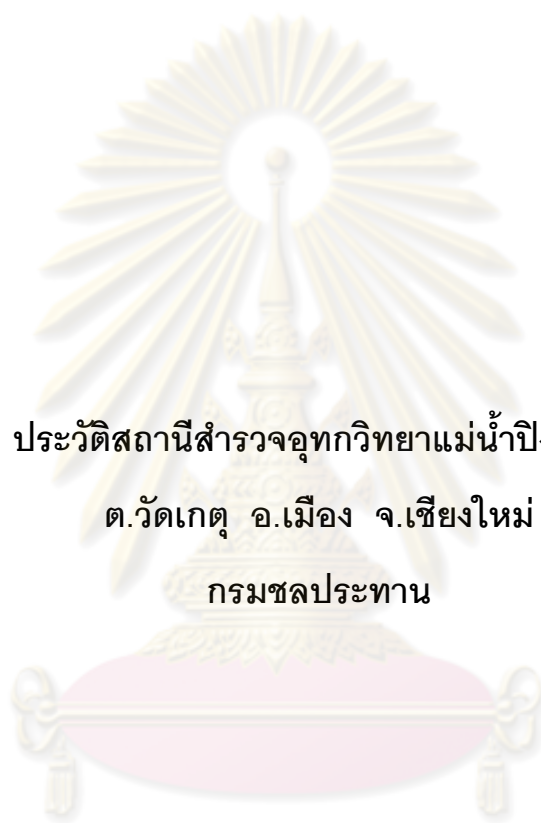 ประวัติสถานีสำรวจอุทกวิทยาแม่น้ำ
ต.วัดเกตุ อ.เมือง จ.เชียงใหม่
กรมชลประทาน